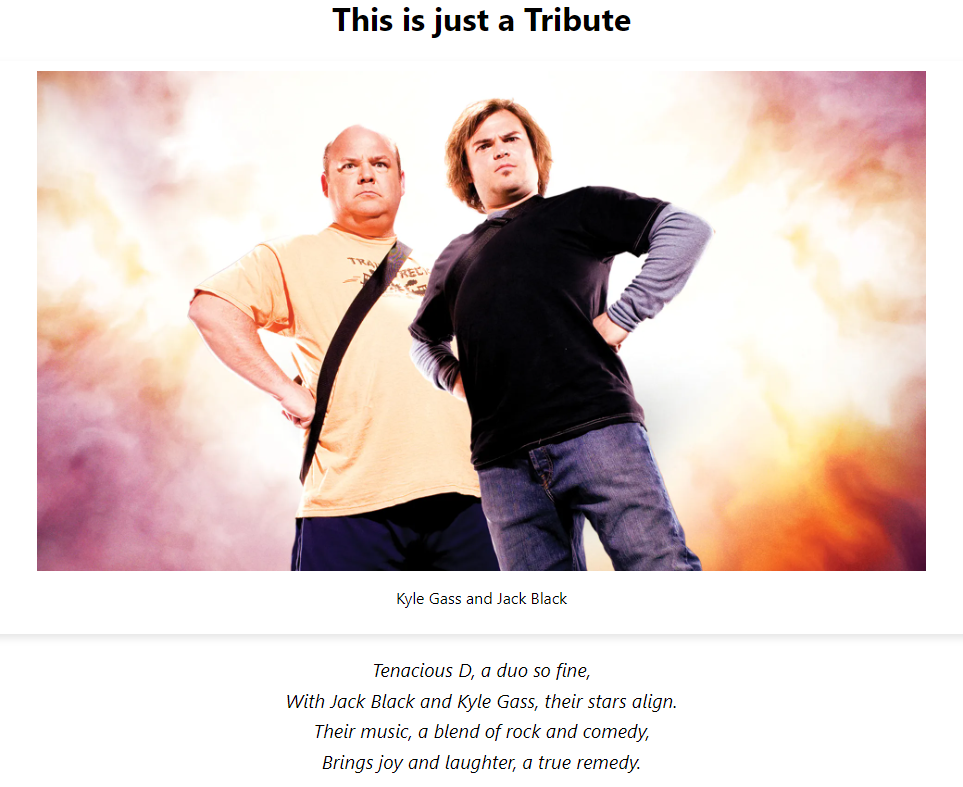 This is just a Tribute
Kyle Gass and Jack Black
Tenacious D, a duo so fine,
With Jack Black and Kyle Gass, their stars align.
Their music, a blend of rock and comedy,
Brings joy and laughter, a true remedy.